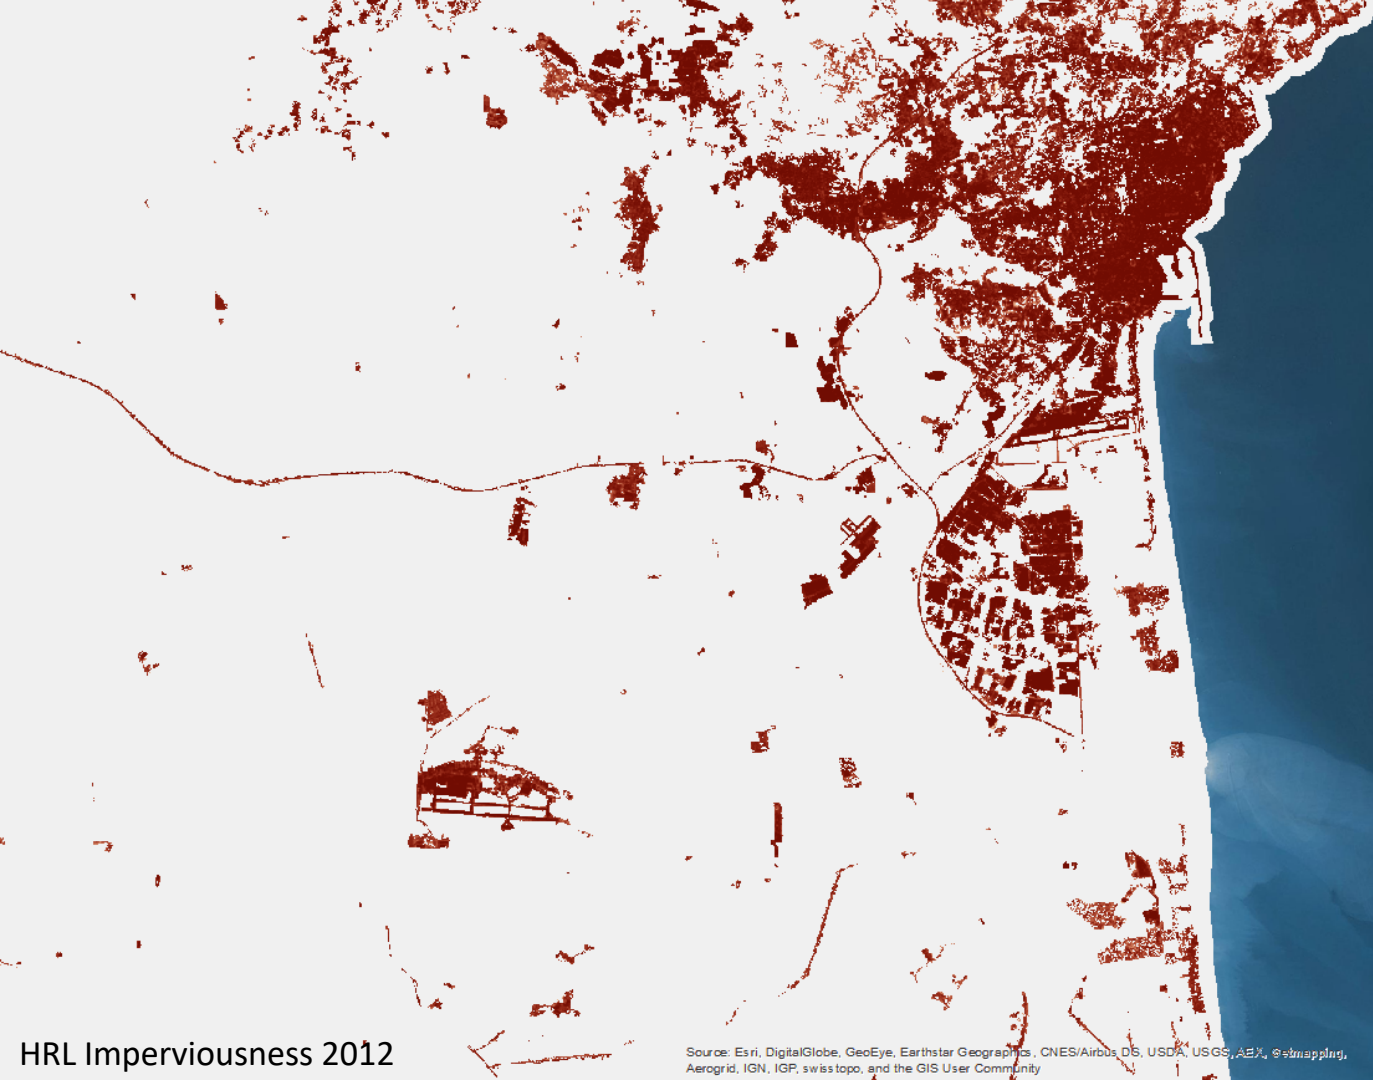 HRL Imperviousness 2012
Source: Esri, DigitalGlobe, GeoEye, Earthstar Geographics, CNES/Airbus DS, USDA, USGS, AEX, Getmapping,
Aerogrid, IGN, IGP, swisstopo, and the GIS User Community